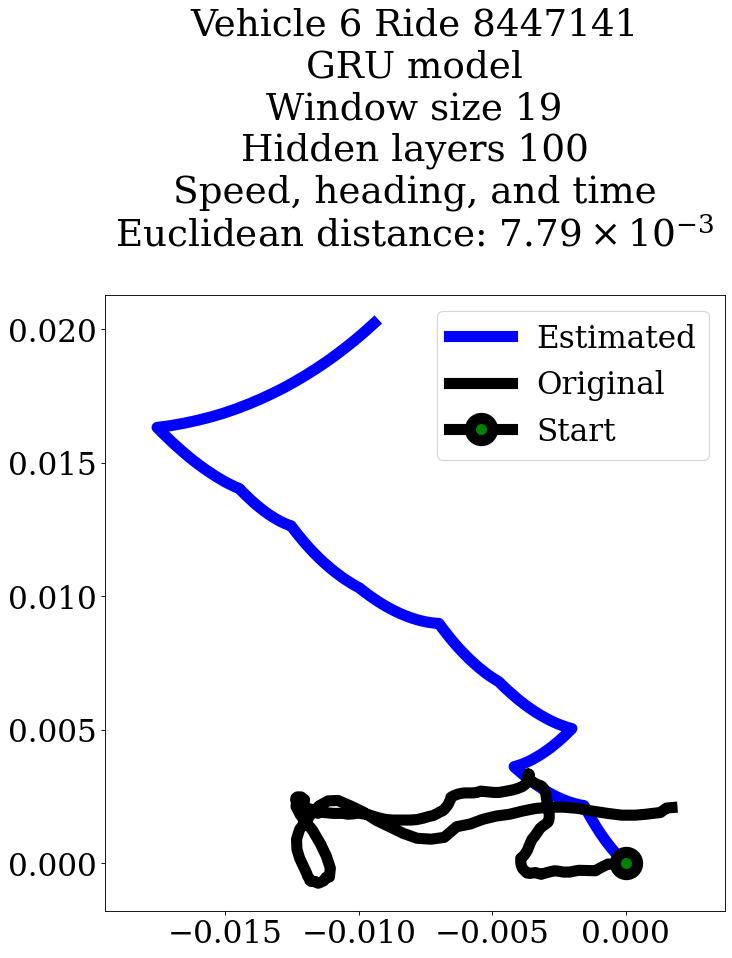 Vehicle 6 Ride 8447141
GRU model
Window size 19
Hidden layers 100
Speed, heading, and time
Euclidean distance: 7.79 × 10⁻³
Estimated
Original
Start
0.020
0.015
0.010
0.005
0.000
−0.015 −0.010 −0.005 0.000